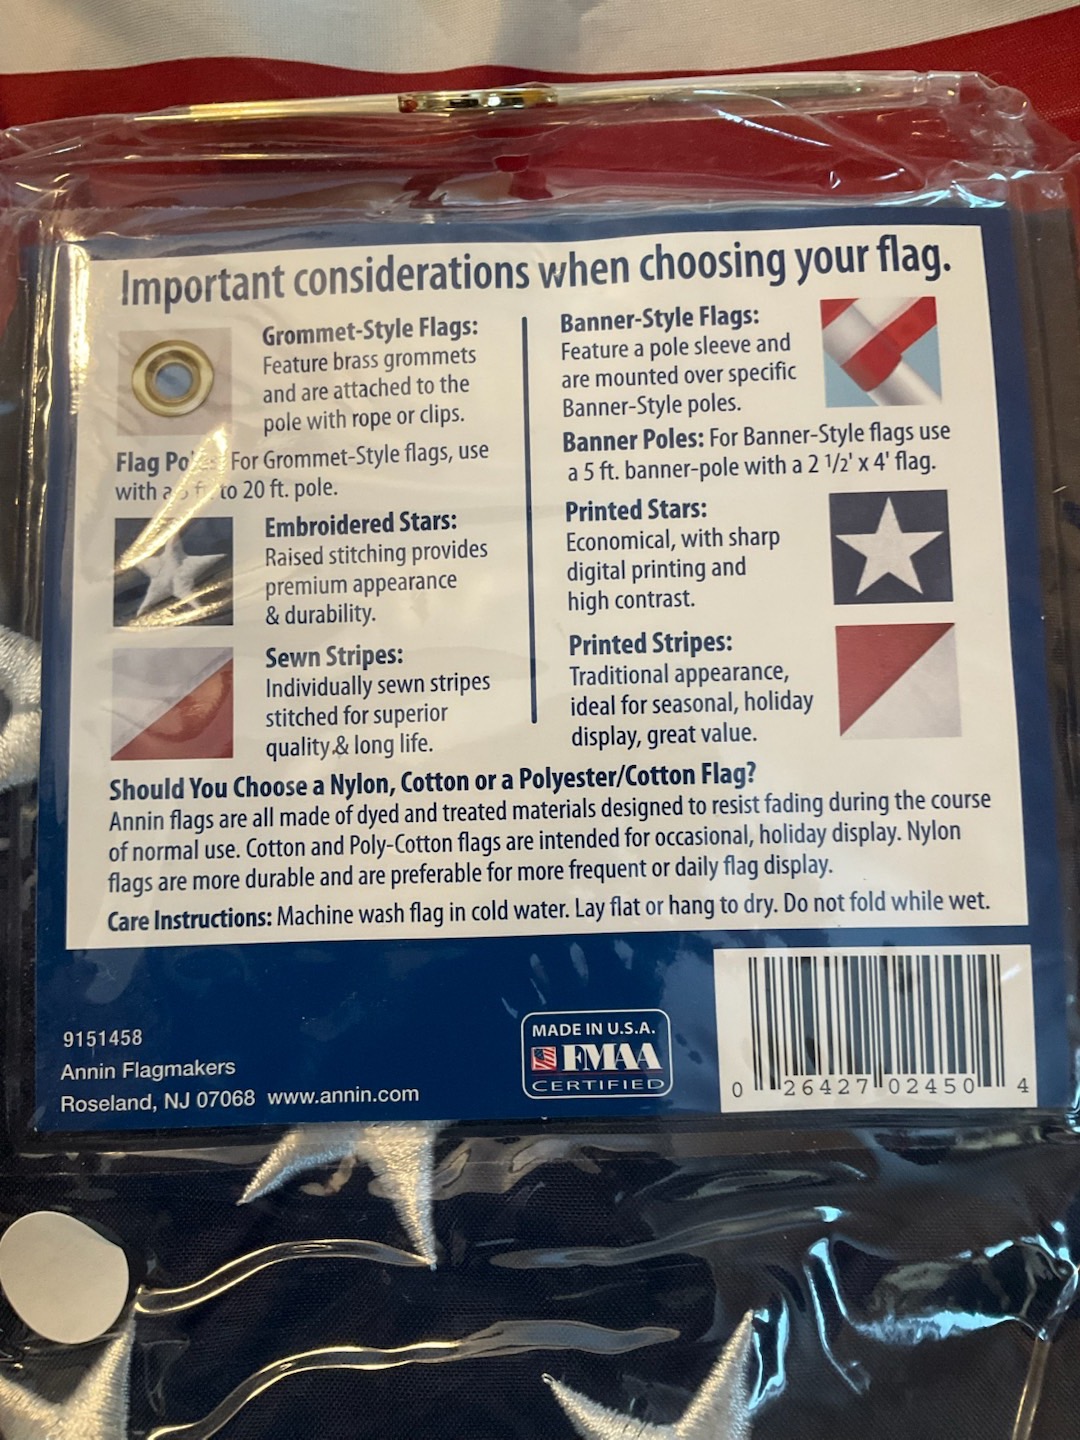 Important considerations when choosing your flag.
Grommet-Style Flags:
Feature brass grommets
and are attached to the
pole with rope or clips.
Flag For Grommet-Style flags, use
with a to 20 ft. pole.
Embroidered Stars:
Raised stitching provides
premium appearance
& durability.
Sewn Stripes:
Individually sewn stripes
stitched for superior
quality & long life.
Banner-Style Flags:
Feature a pole sleeve and
are mounted over specific
Banner-Style poles.
Banner Poles: For Banner-Style flags use
a 5 ft. banner-pole with a 2 1/2' x 4' flag.
Printed Stars:
Economical, with sharp
digital printing and
high contrast.
Printed Stripes:
Traditional appearance,
ideal for seasonal, holiday
display, great value.
Should You Choose a Nylon, Cotton or a Polyester/Cotton Flag?
Annin flags are all made of dyed and treated materials designed to resist fading during the course
of normal use. Cotton and Poly-Cotton flags are intended for occasional, holiday display. Nylon
flags are more durable and are preferable for more frequent or daily flag display.
Care Instructions: Machine wash flag in cold water. Lay flat or hang to dry. Do not fold while wet.
9151458
Annin Flagmakers
Roseland, NJ 07068 www.annin.com
MADE IN U.S.A.
FMAA
CERTIFIED
0 26427 02450 4